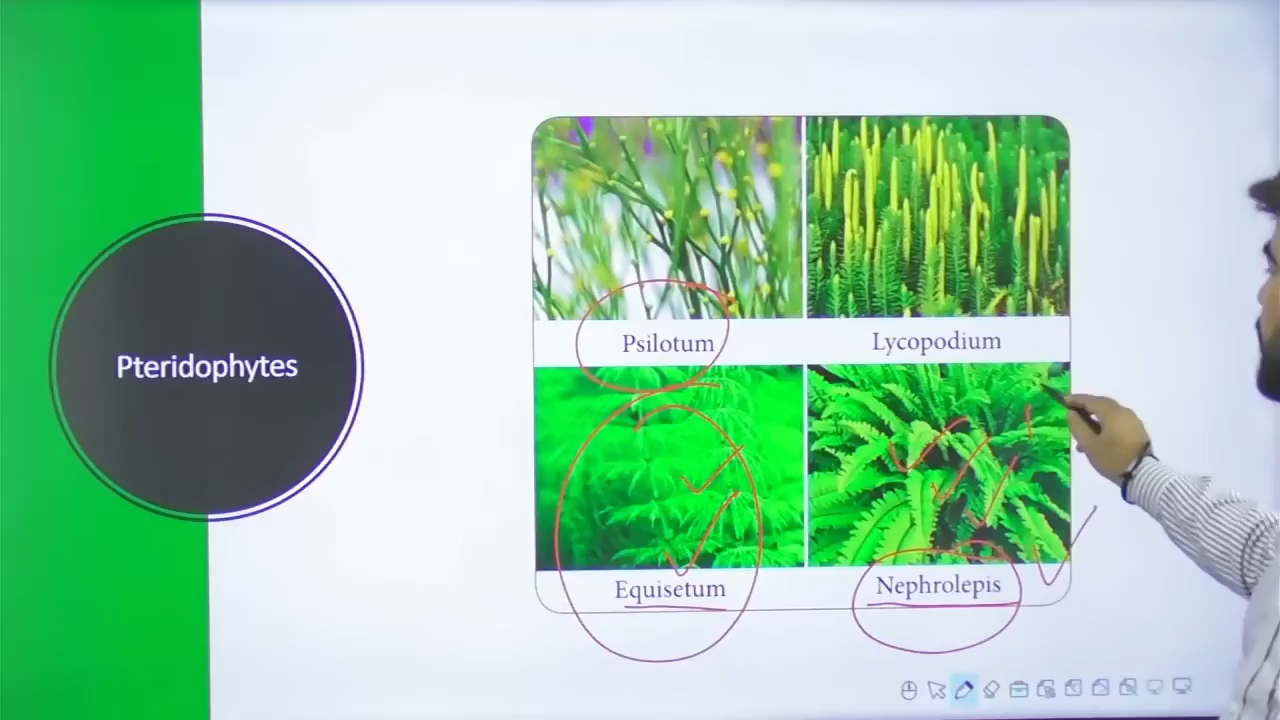 Pteridophytes
Psilotum
Lycopodium
Equisetum
Nephrolepis